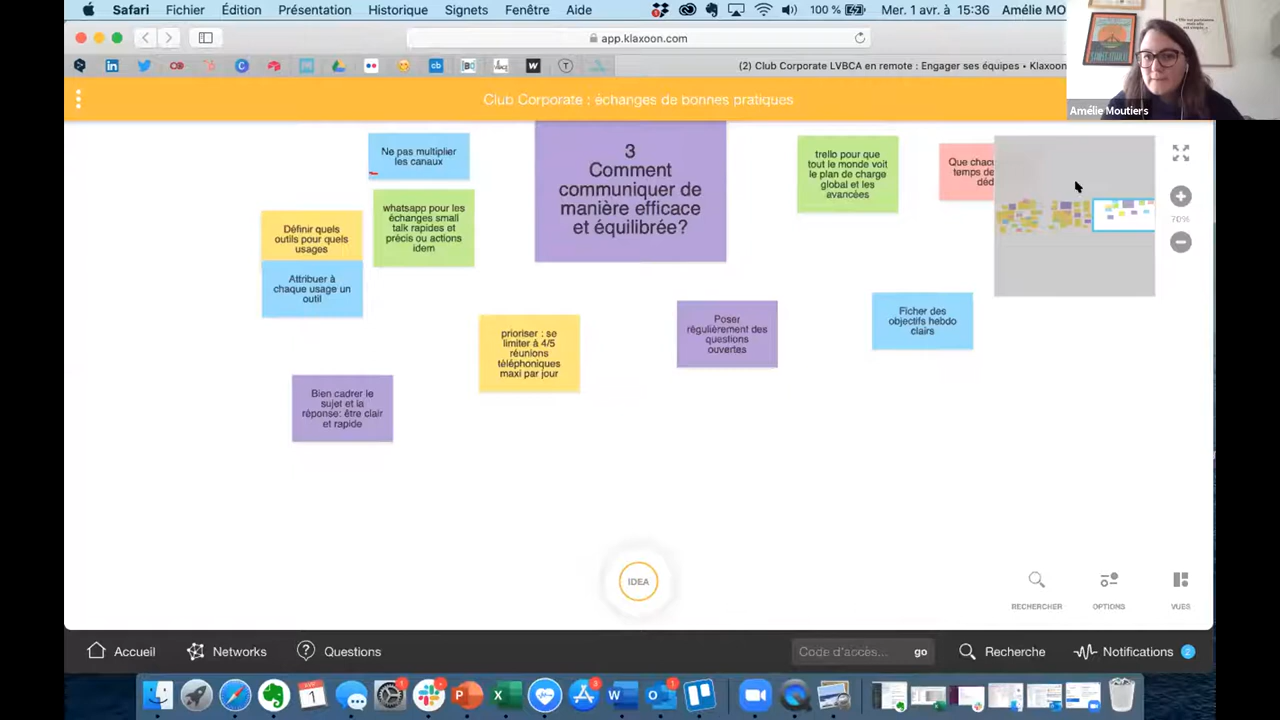 Safari Fichier Édition Présentation Historique Signets Fenêtre Aide
100 % Mer. 1 avr. à 15:36 Amélie MO
app.klaxoon.com
(2) Club Corporate LVBCA en remote : Engager ses équipes • Klaxoon
Amélie Moutiers
Club Corporate : échanges de bonnes pratiques
Ne pas multiplier
les canaux
whatsapp pour les
échanges small
talk rapides et
précis ou actions
idem
Définir quels
outils pour quels
usages
Attribuer à
chaque usage un
outil
3
Comment
communiquer de
manière efficace
et équilibrée?
trello pour que
tout le monde voit
le plan de charge
global et les
avancées
Que chac
temps de
déd
70%
prioriser : se
limiter à 4/5
réunions
téléphoniques
maxi par jour
Poser
régulièrement des
questions
ouvertes
Ficher des
objectifs hebdo
clairs
Bien cadrer le
sujet et la
réponse: être clair
et rapide
IDEA
RECHERCHER OPTIONS VUES
Accueil Networks Questions Code d'accès... go Recherche Notifications 2